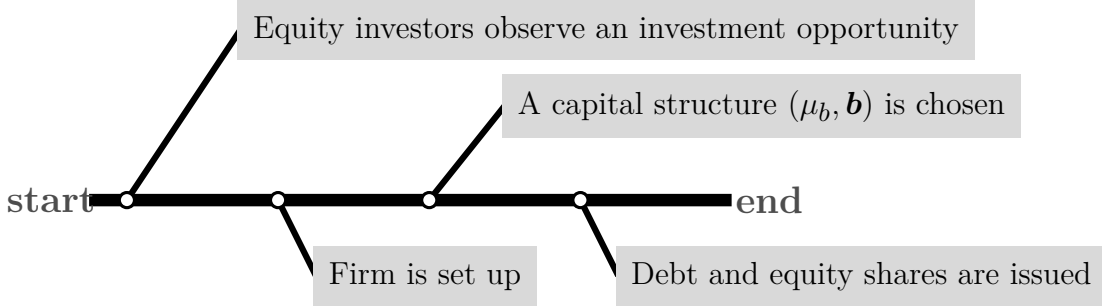 Equity investors observe an investment opportunity
A capital structure (μ_b, b) is chosen
start
end
Firm is set up
Debt and equity shares are issued